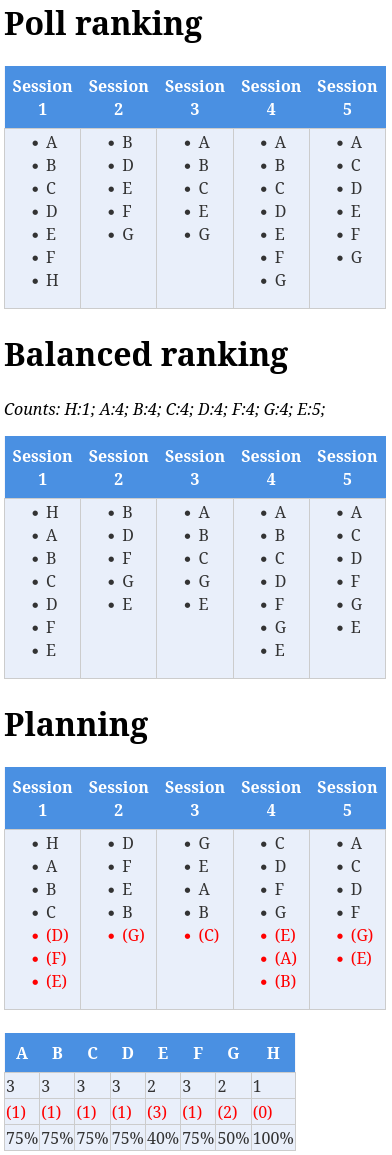 Poll ranking
Session 1 Session 2 Session 3 Session 4 Session 5
A B A A A
B D B B C
C E C C D
D F E D E
E G G E F
F F G
H G
Balanced ranking
Counts: H:1; A:4; B:4; C:4; D:4; F:4; G:4; E:5;
Session 1 Session 2 Session 3 Session 4 Session 5
H B A A A
A D B B C
B F C C D
C G G D F
D E E F G
F G E
E E
Planning
Session 1 Session 2 Session 3 Session 4 Session 5
H D G C A
A F E D C
B E A F D
C B B G F
(D) (G) (C) (E) (G)
(F) (A) (E)
(E) (B)
A B C D E F G H
3 3 3 3 2 3 2 1
(1) (1) (1) (1) (3) (1) (2) (0)
75% 75% 75% 75% 40% 75% 50% 100%